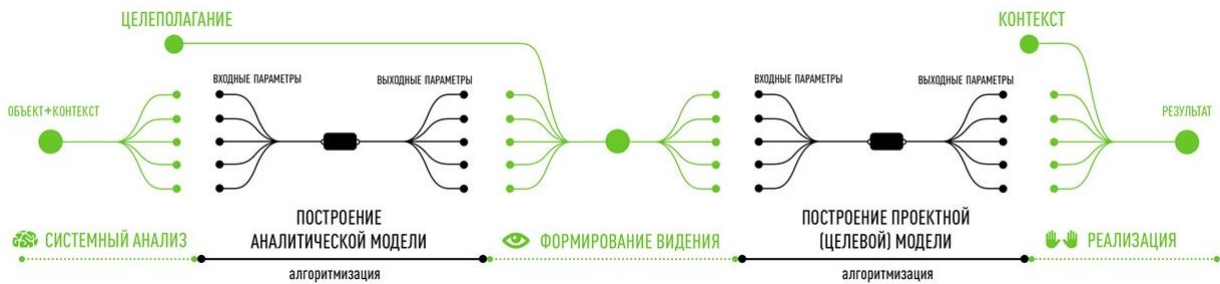 ЦЕЛЕПОЛАГАНИЕ
КОНТЕКСТ
ВХОДНЫЕ ПАРАМЕТРЫ
ВЫХОДНЫЕ ПАРАМЕТРЫ
ВХОДНЫЕ ПАРАМЕТРЫ
ВЫХОДНЫЕ ПАРАМЕТРЫ
ОБЪЕКТ+КОНТЕКСТ
РЕЗУЛЬТАТ
СИСТЕМНЫЙ АНАЛИЗ
ПОСТРОЕНИЕ
АНАЛИТИЧЕСКОЙ МОДЕЛИ
ФОРМИРОВАНИЕ ВИДЕНИЯ
ПОСТРОЕНИЕ ПРОЕКТНОЙ
(ЦЕЛЕВОЙ) МОДЕЛИ
РЕАЛИЗАЦИЯ
алгоритмизация
алгоритмизация